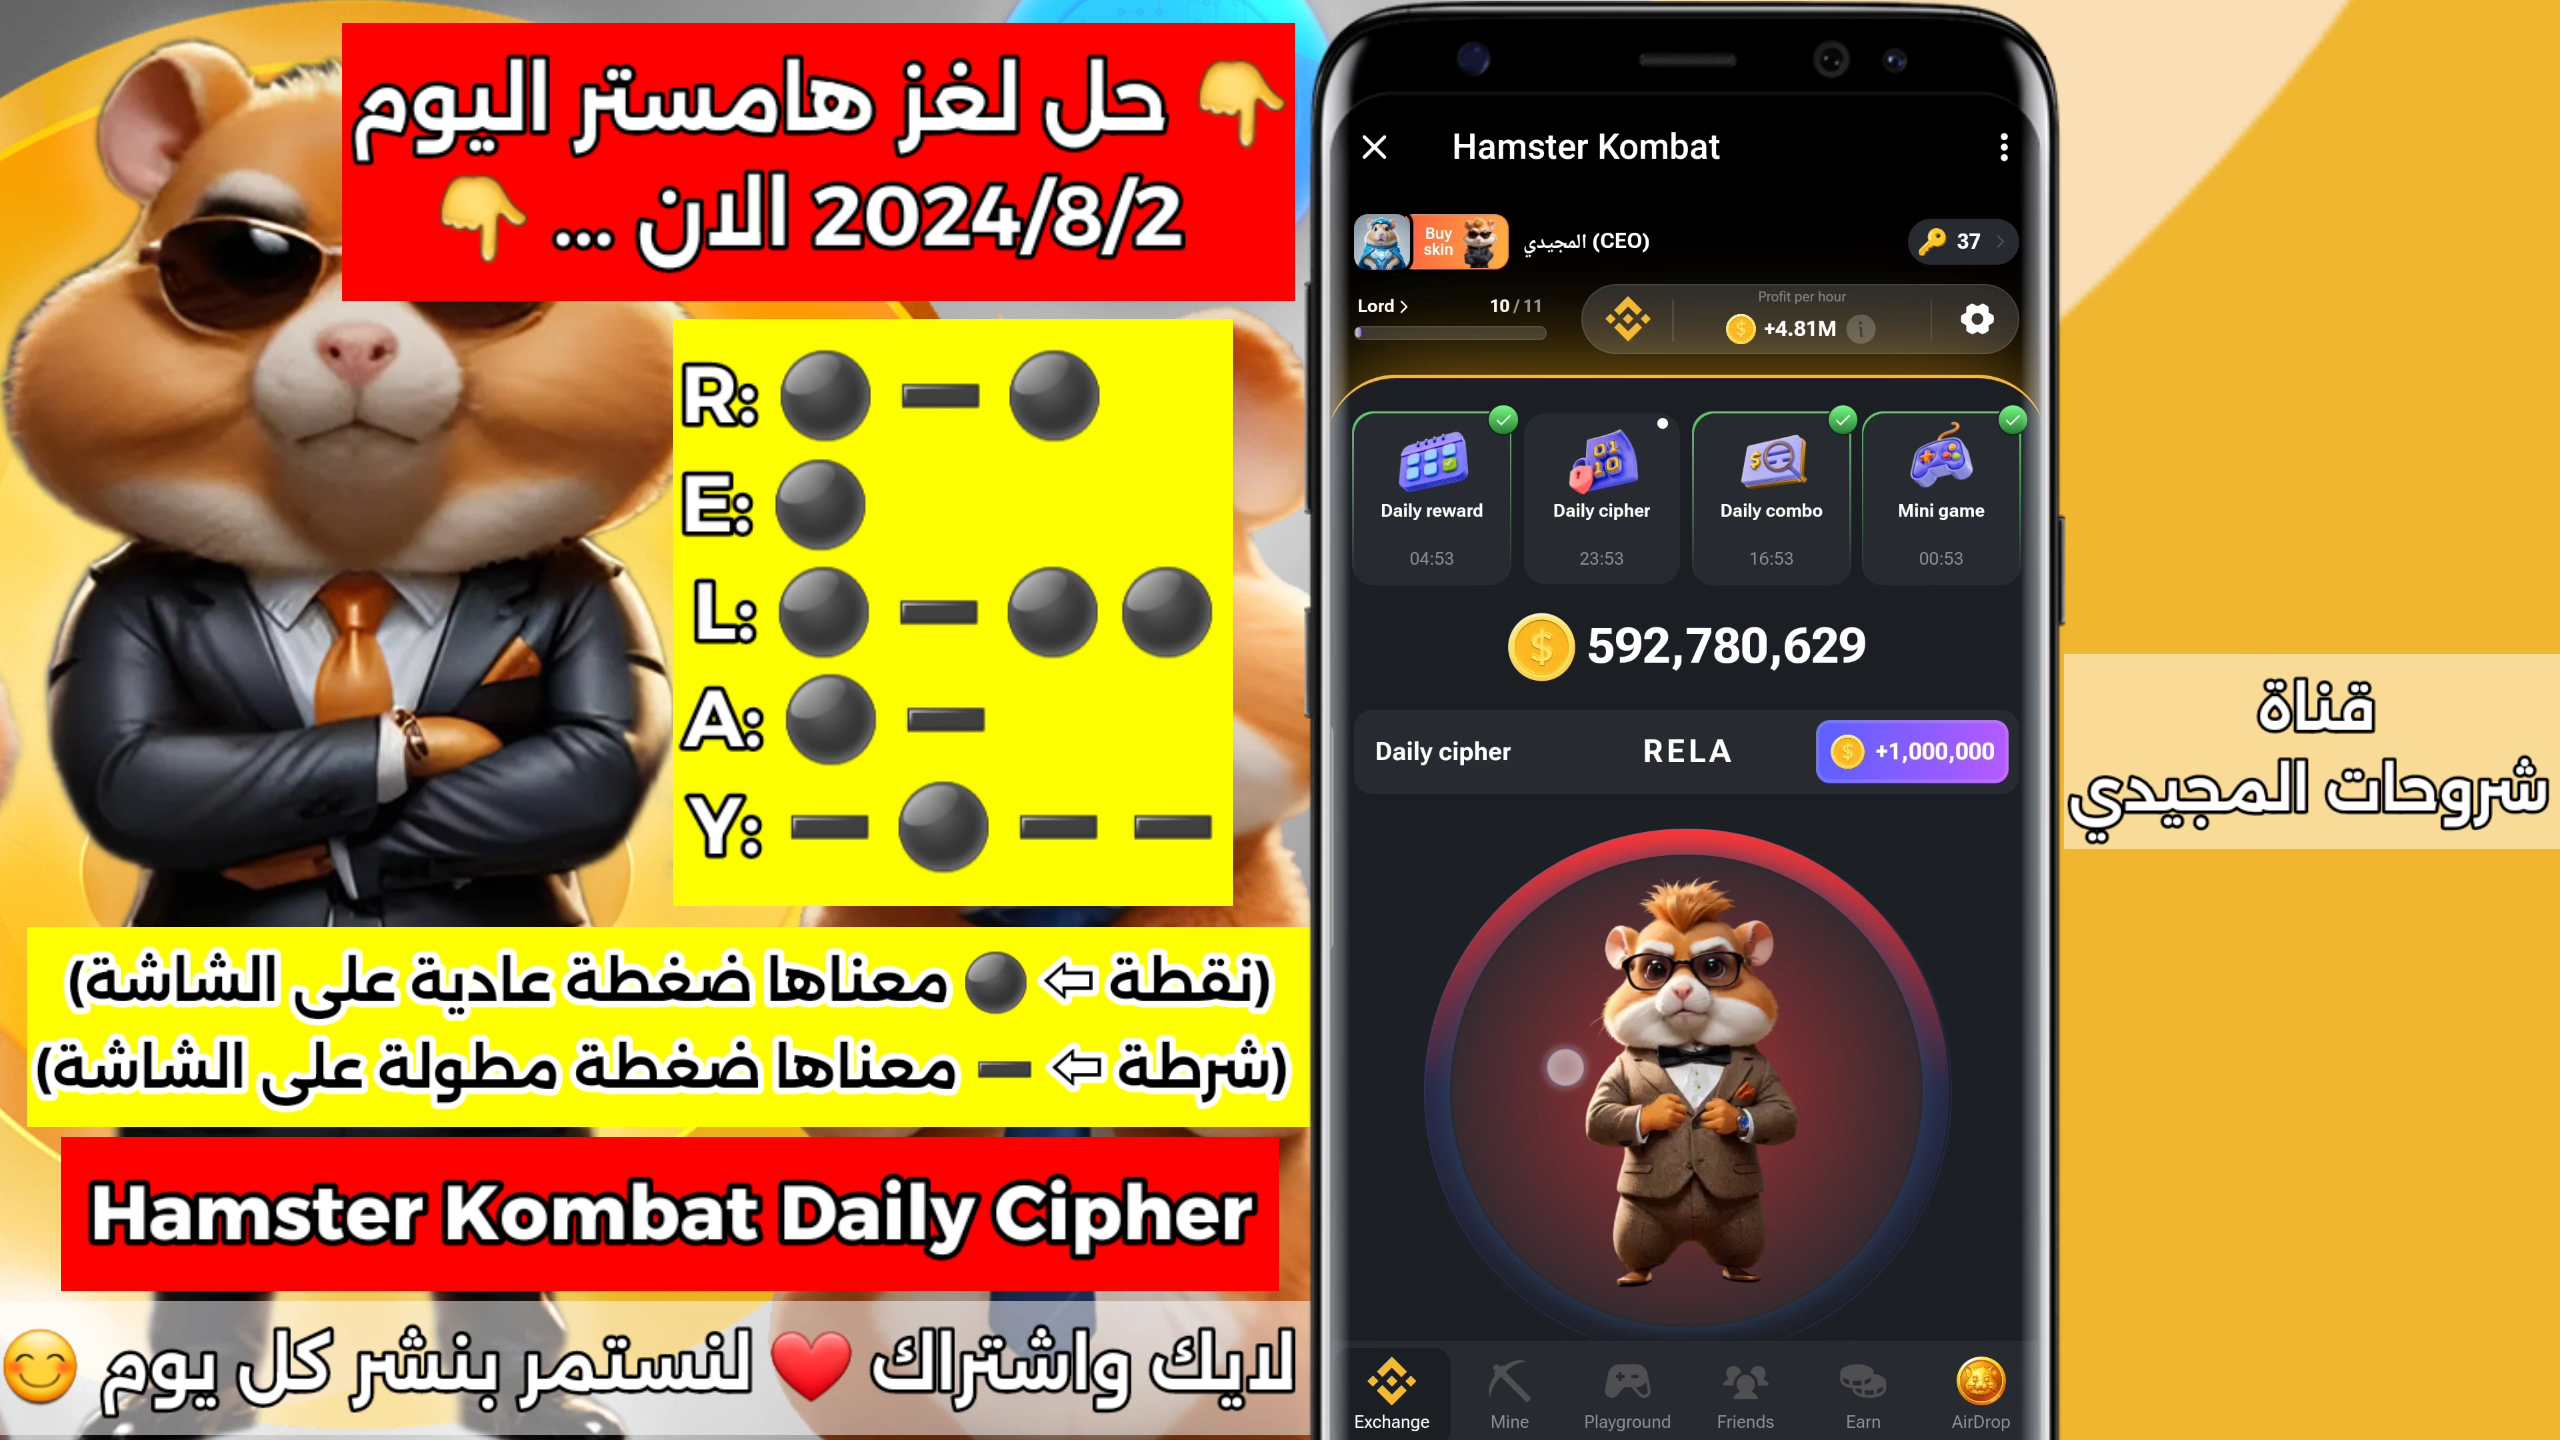 👇 حل لغز هامستر اليوم
2024/8/2 الان ... 👇
R: ⚫ ➖ ⚫
E: ⚫
L: ⚫ ➖ ⚫ ⚫
A: ⚫ ➖
Y: ➖ ⚫ ➖ ➖
(نقطة ⇦ ⚫ معناها ضغطة عادية على الشاشة)
(شرطة ⇦ ➖ معناها ضغطة مطولة على الشاشة)
Hamster Kombat Daily Cipher
لايك واشتراك ❤️ لنستمر بنشر كل يوم 😊
Hamster Kombat
Buy skin
المجيدي (CEO)
37
Lord >
10 / 11
Profit per hour
+4.81M
Daily reward
04:53
Daily cipher
23:53
Daily combo
16:53
Mini game
00:53
592,780,629
Daily cipher RELA +1,000,000
Exchange
Mine
Playground
Friends
Earn
AirDrop
قناة
شروحات المجيدي